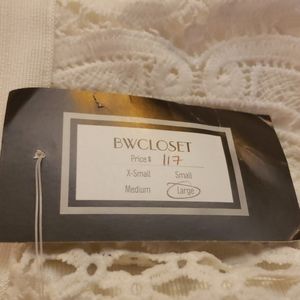 BWCLOSET
Price $ 117
X-Small Small
Medium Large